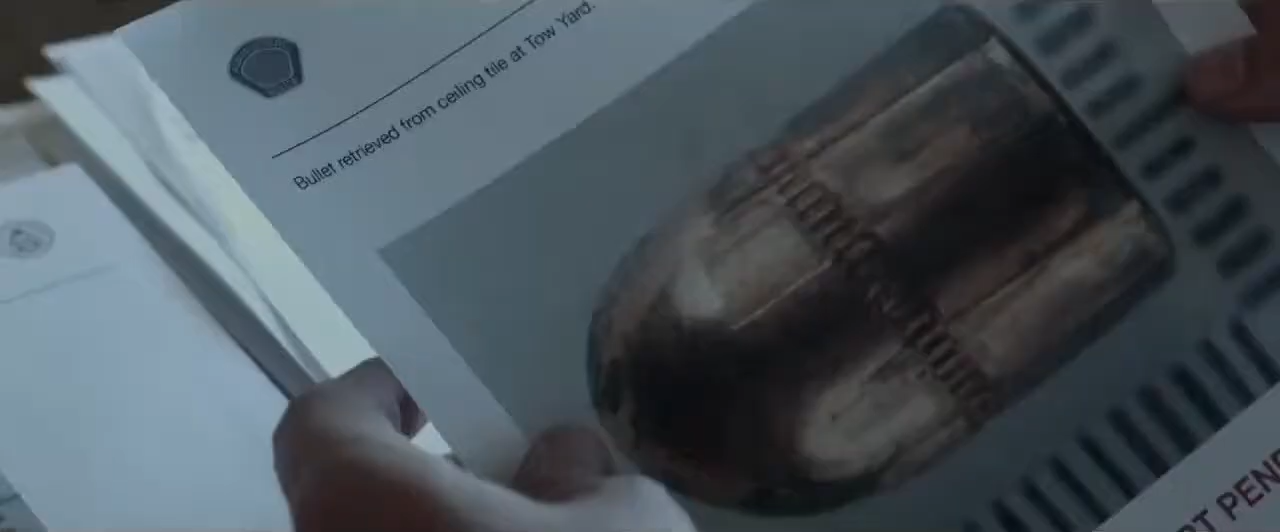 Bullet retrieved from ceiling tile at Tow Yard.